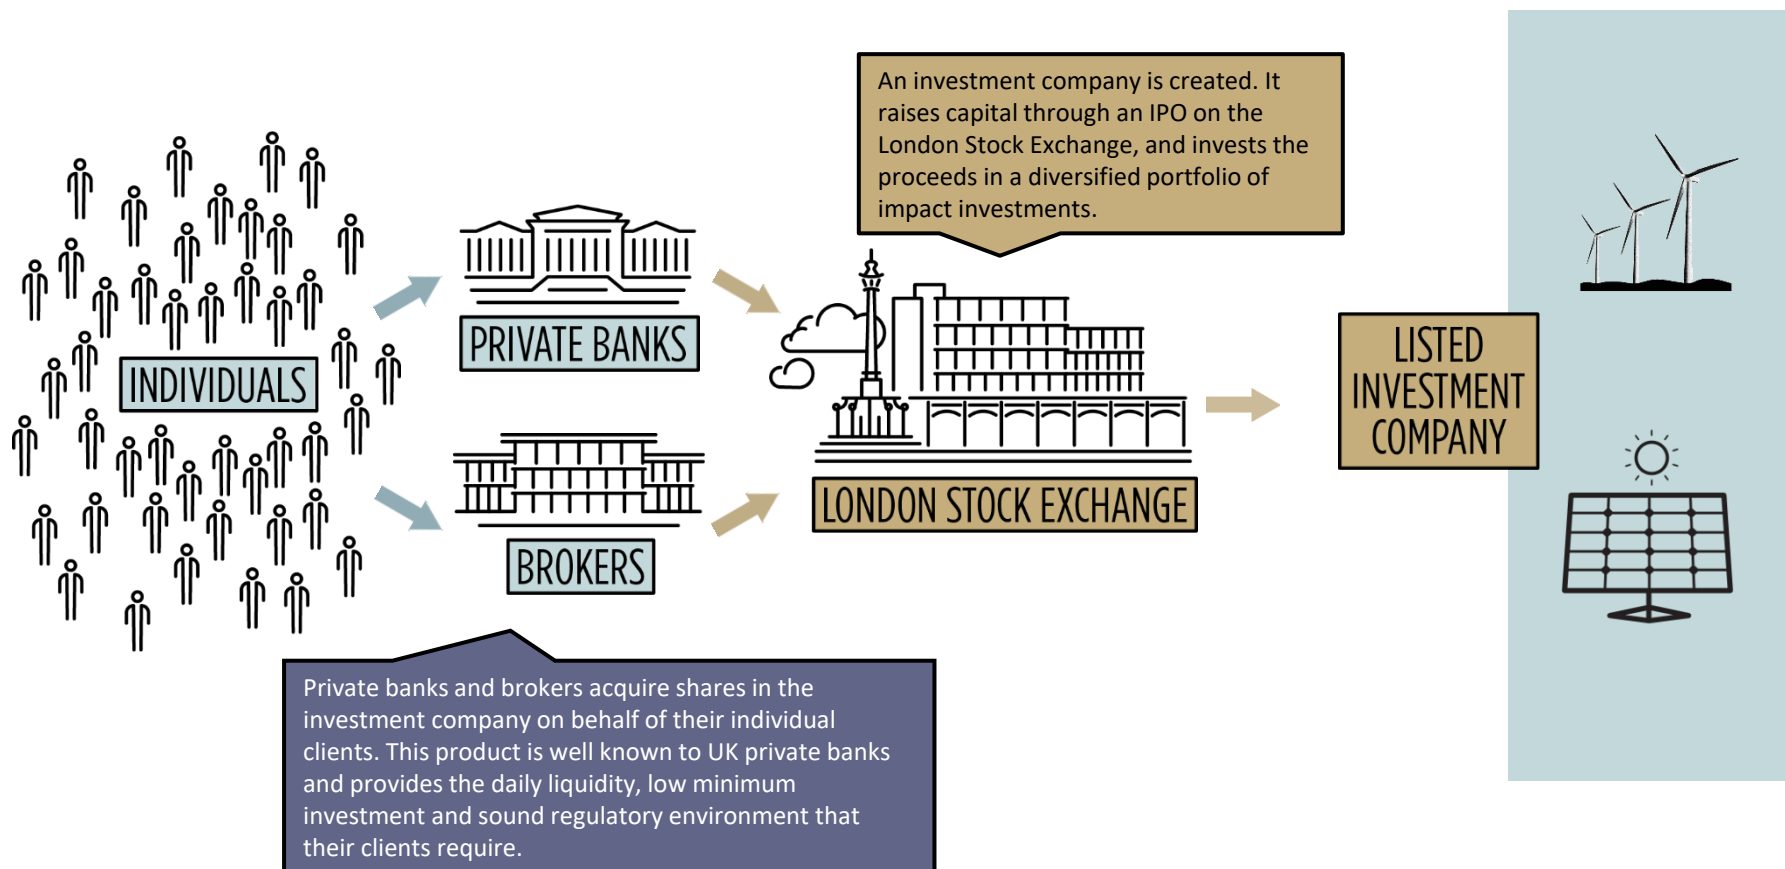 An investment company is created. It
raises capital through an IPO on the
London Stock Exchange, and invests the
proceeds in a diversified portfolio of
impact investments.
INDIVIDUALS
PRIVATE BANKS
BROKERS
LONDON STOCK EXCHANGE
LISTED
INVESTMENT
COMPANY
Private banks and brokers acquire shares in the
investment company on behalf of their individual
clients. This product is well known to UK private banks
and provides the daily liquidity, low minimum
investment and sound regulatory environment that
their clients require.